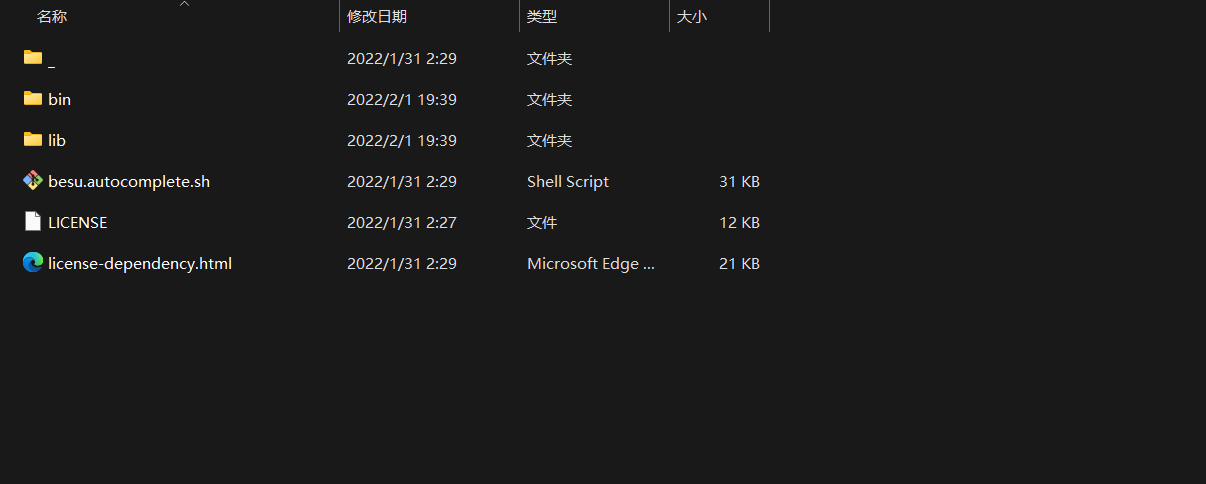 名称 修改日期 类型 大小
_ 2022/1/31 2:29 文件夹
bin 2022/2/1 19:39 文件夹
lib 2022/2/1 19:39 文件夹
besu.autocomplete.sh 2022/1/31 2:29 Shell Script 31 KB
LICENSE 2022/1/31 2:27 文件 12 KB
license-dependency.html 2022/1/31 2:29 Microsoft Edge ... 21 KB